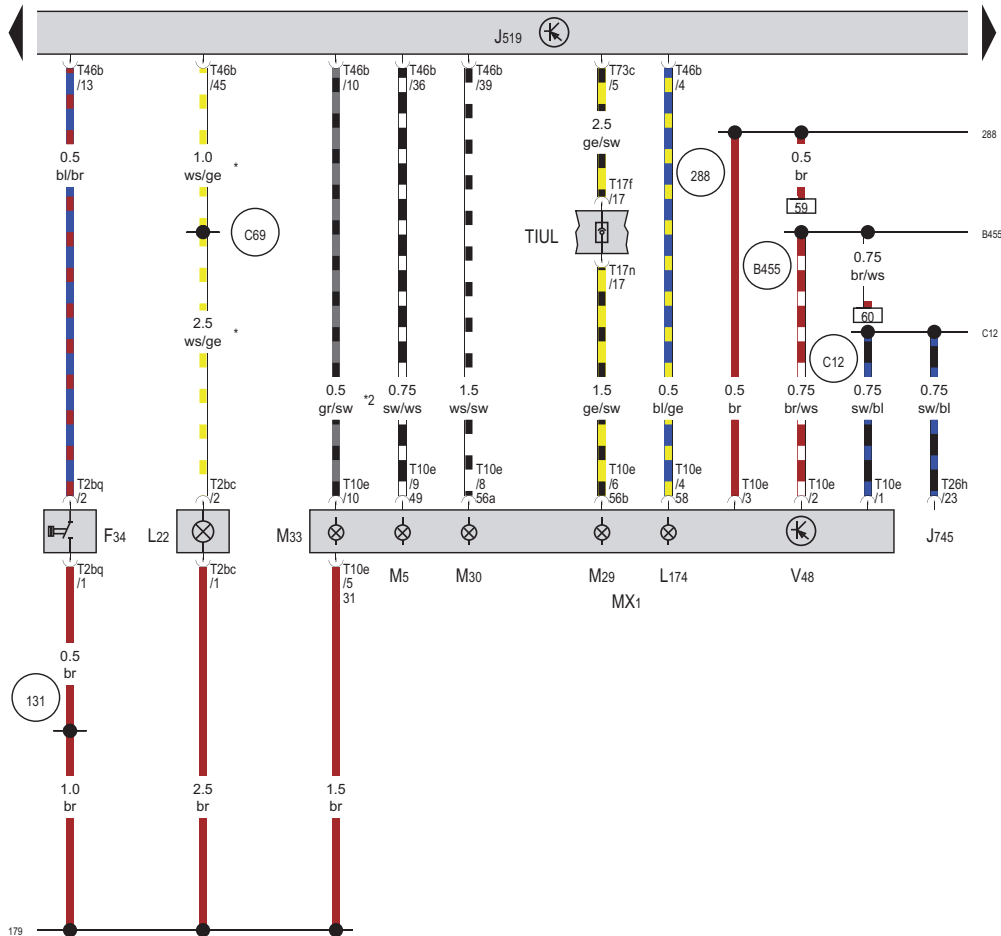 J519
T46b
/13
T46b
/45
T46b
/10
T46b
/36
T46b
/39
T73c
/5
T46b
/4
288
0.5
bl/br
1.0
ws/ge
*
2.5
ge/sw
288
0.5
br
59
T17f
/17
C69
TIUL
B455
B455
0.75
br/ws
T17n
/17
60
2.5
ws/ge
*
C12
C12
0.5
gr/sw
*2
0.75
sw/ws
1.5
ws/sw
1.5
ge/sw
0.5
bl/ge
0.5
br
0.75
br/ws
0.75
sw/bl
0.75
sw/bl
T2bq
/2
T2bc
/2
T10e
/10
T10e
/9
49
T10e
/8
56a
T10e
/6
56b
T10e
/4
58
T10e
/3
T10e
/2
T10e
/1
T26h
/23
F34
L22
M33
J745
T2bq
/1
T2bc
/1
T10e
/5
31
M5
M30
M29
L174
V48
MX1
0.5
br
131
1.0
br
2.5
br
1.5
br
179